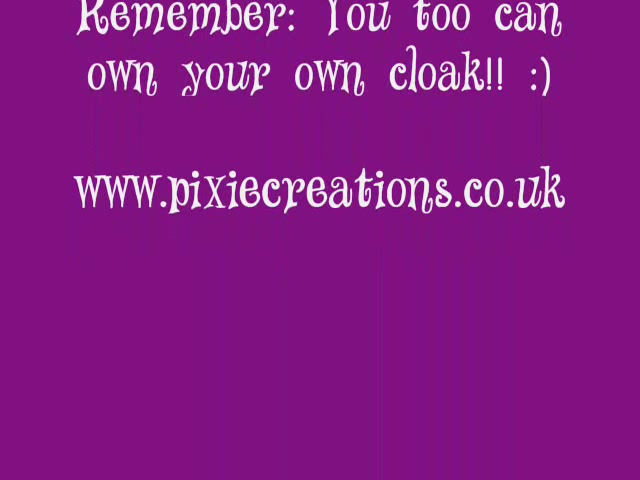 Remember: You too can
own your own cloak!! :)
www.pixiecreations.co.uk